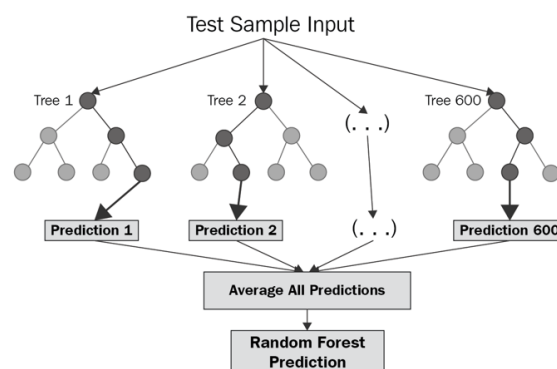 Test Sample Input
Tree 1
Tree 2
Tree 600
(. . .)
Prediction 1
Prediction 2
(. . .)
Prediction 600
Average All Predictions
Random Forest
Prediction